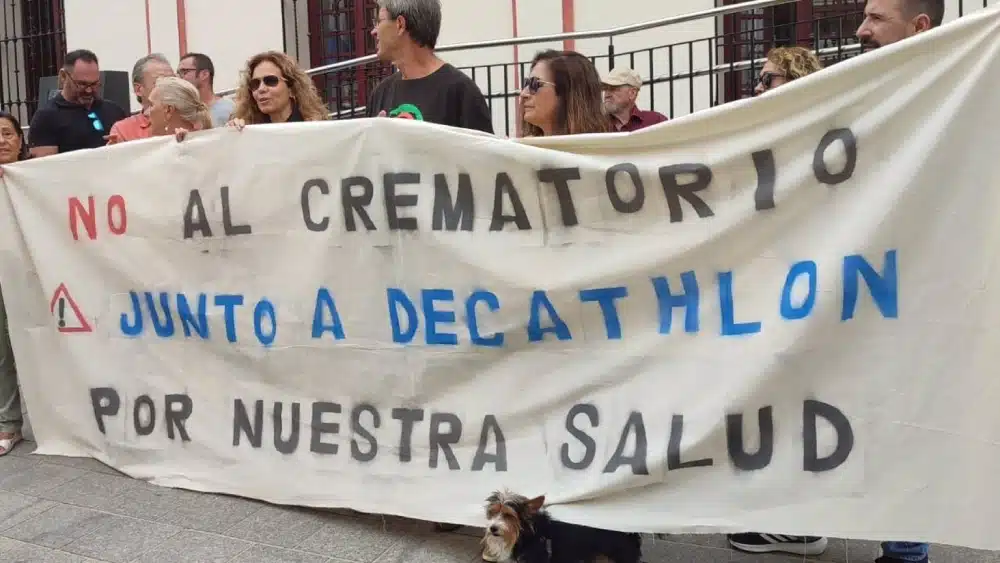 NO AL CREMATORIO
! JUNTO A DECATHLON
POR NUESTRA SALUD